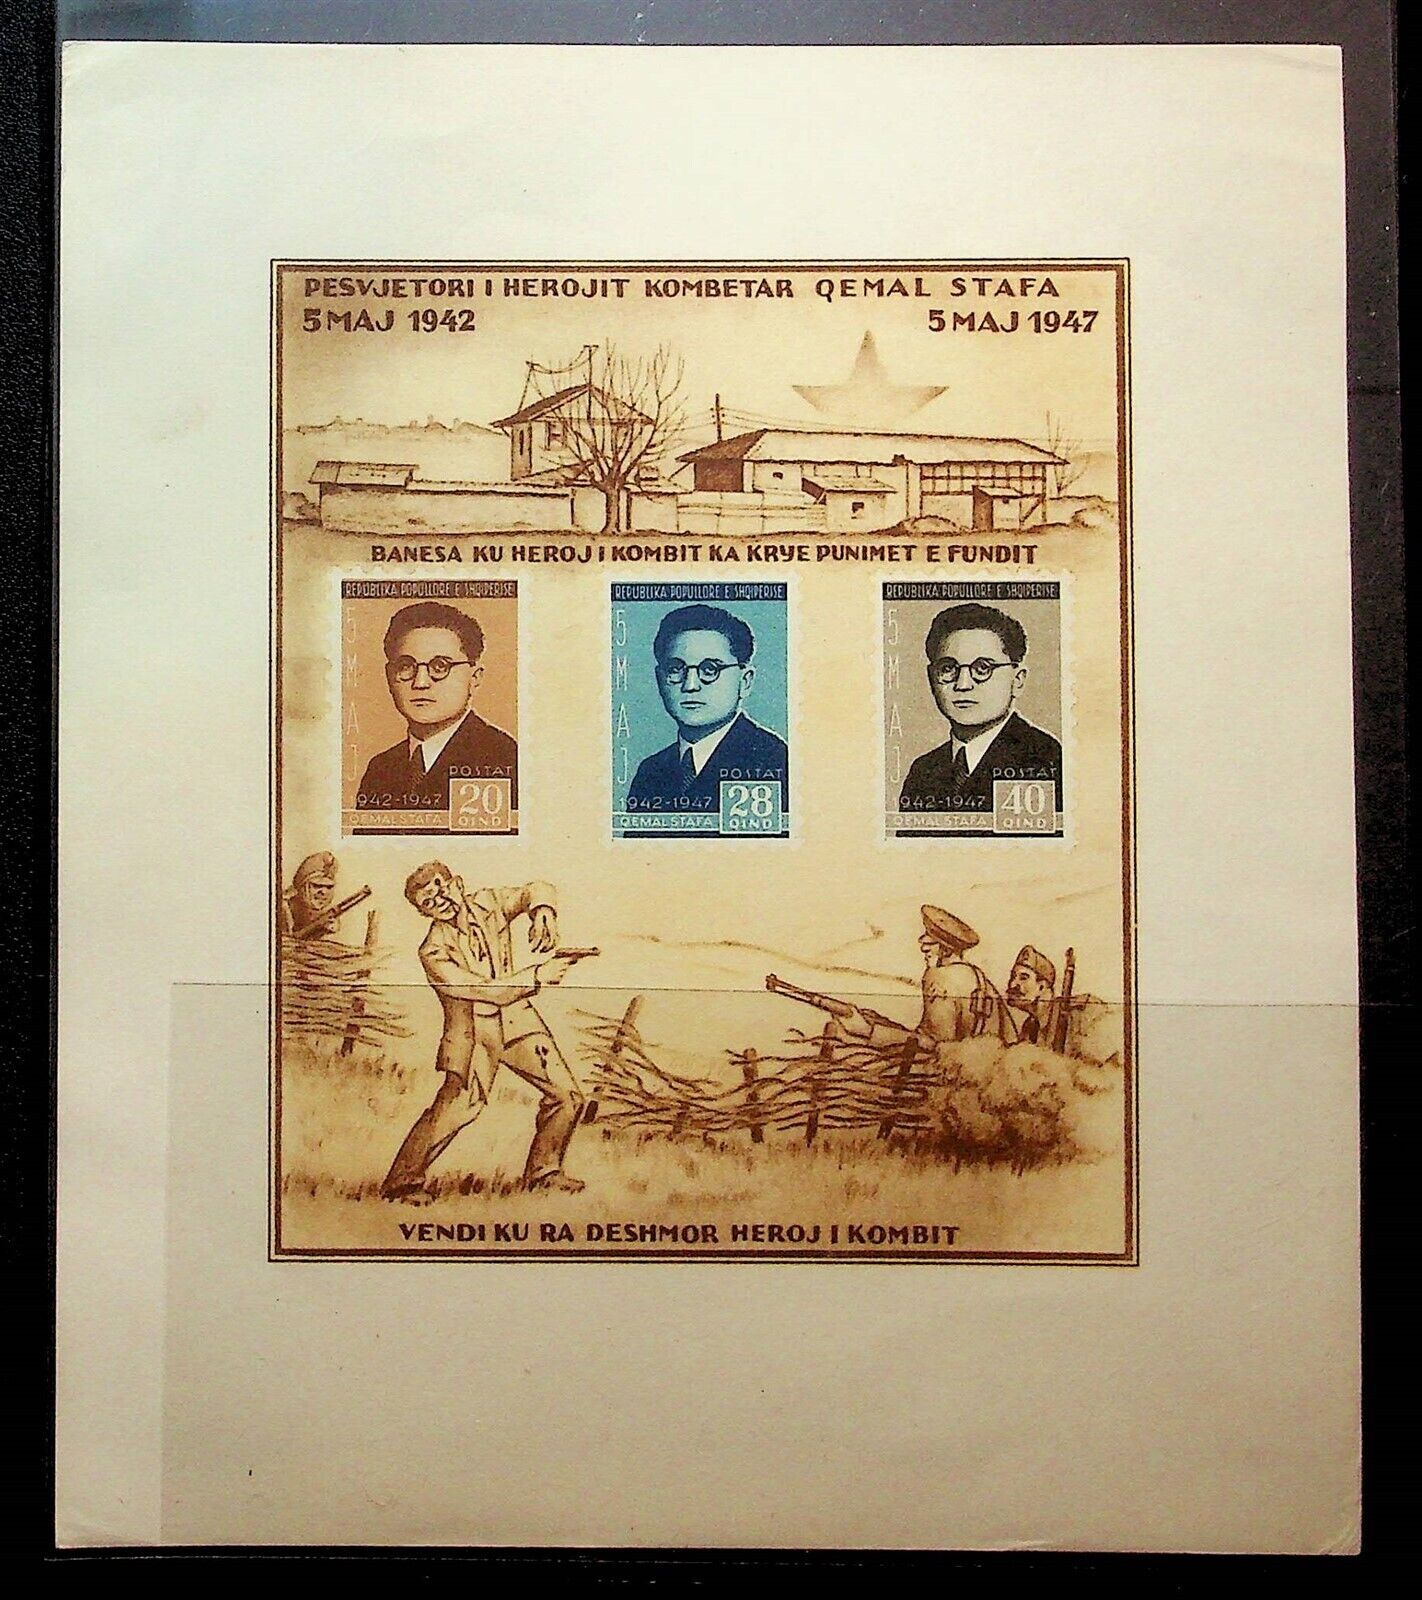 PESVJETORI I HEROJIT KOMBETAR QEMAL STAFA
5 MAJ 1942 5 MAJ 1947
BANESA KU HEROJ I KOMBIT KA KRYE PUNIMET E FUNDIT
REPUBLIKA POPULLORE E SHQIPERISE
5 MAJ
POSTAT
1942-1947
20
QEMAL STAFA
QIND
REPUBLIKA POPULLORE E SHQIPERISE
5 MAJ
POSTAT
1942-1947
28
QEMAL STAFA
QIND
REPUBLIKA POPULLORE E SHQIPERISE
5 MAJ
POSTAT
1942-1947
40
QEMAL STAFA
QIND
VENDI KU RA DESHMOR HEROJ I KOMBIT